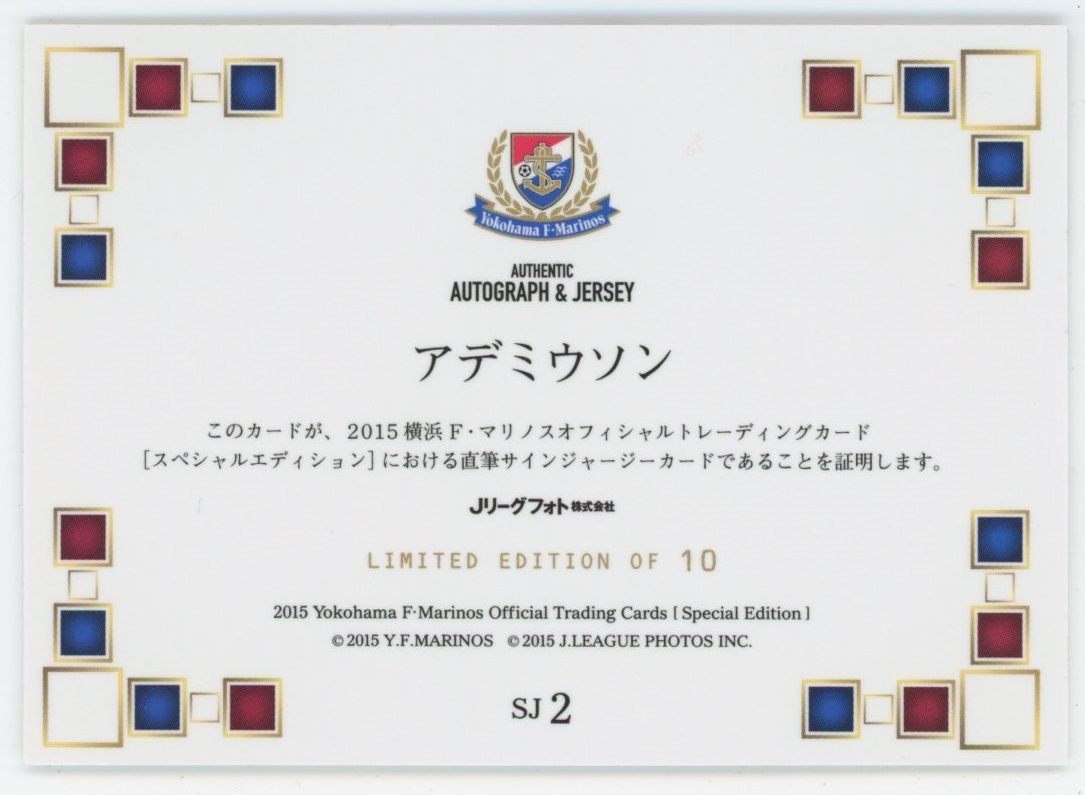 Yokohama F·Marinos
AUTHENTIC
AUTOGRAPH & JERSEY
アデミウソン
このカードが、2015 横浜 F・マリノスオフィシャルトレーディングカード
[スペシャルエディション] における直筆サインジャージーカードであることを証明します。
Jリーグフォト株式会社
LIMITED EDITION OF 10
2015 Yokohama F·Marinos Official Trading Cards [ Special Edition ]
©2015 Y.F.MARINOS ©2015 J.LEAGUE PHOTOS INC.
SJ 2